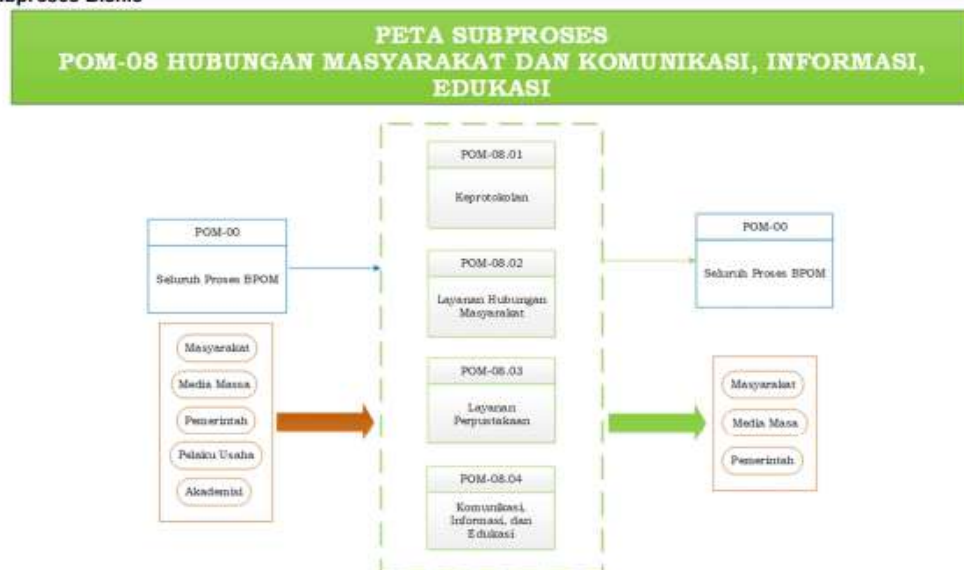 PETA SUBPROSES
POM-08 HUBUNGAN MASYARAKAT DAN KOMUNIKASI, INFORMASI,
EDUKASI
POM-00
Seluruh Proses BPOM
Masyarakat
Media Massa
Pemerintah
Pelaku Usaha
Akademisi
POM-08.01
Keprotokolan
POM-08.02
Layanan Hubungan
Masyarakat
POM-08.03
Layanan
Perpustakaan
POM-08.04
Komunikasi,
Informasi, dan
Edukasi
POM-00
Seluruh Proses BPOM
Masyarakat
Media Masa
Pemerintah